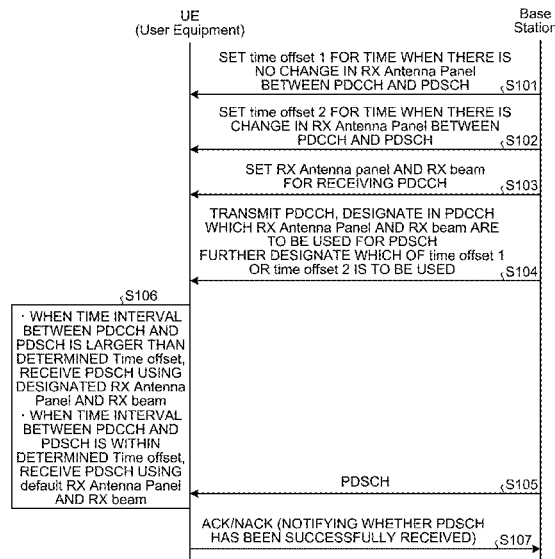 UE
(User Equipment)
Base
Station
SET time offset 1 FOR TIME WHEN THERE IS
NO CHANGE IN RX Antenna Panel
BETWEEN PDCCH AND PDSCH
S101
SET time offset 2 FOR TIME WHEN THERE IS
CHANGE IN RX Antenna Panel BETWEEN
PDCCH AND PDSCH
S102
SET RX Antenna panel AND RX beam
FOR RECEIVING PDCCH
S103
TRANSMIT PDCCH, DESIGNATE IN PDCCH
WHICH RX Antenna Panel AND RX beam ARE
TO BE USED FOR PDSCH
FURTHER DESIGNATE WHICH OF time offset 1
OR time offset 2 IS TO BE USED
S104
S106
· WHEN TIME INTERVAL
BETWEEN PDCCH AND
PDSCH IS LARGER THAN
DETERMINED Time offset,
RECEIVE PDSCH USING
DESIGNATED RX Antenna
Panel AND RX beam
· WHEN TIME INTERVAL
BETWEEN PDCCH AND
PDSCH IS WITHIN
DETERMINED Time offset,
RECEIVE PDSCH USING
default RX Antenna Panel
AND RX beam
PDSCH
S105
ACK/NACK (NOTIFYING WHETHER PDSCH
HAS BEEN SUCCESSFULLY RECEIVED)
S107